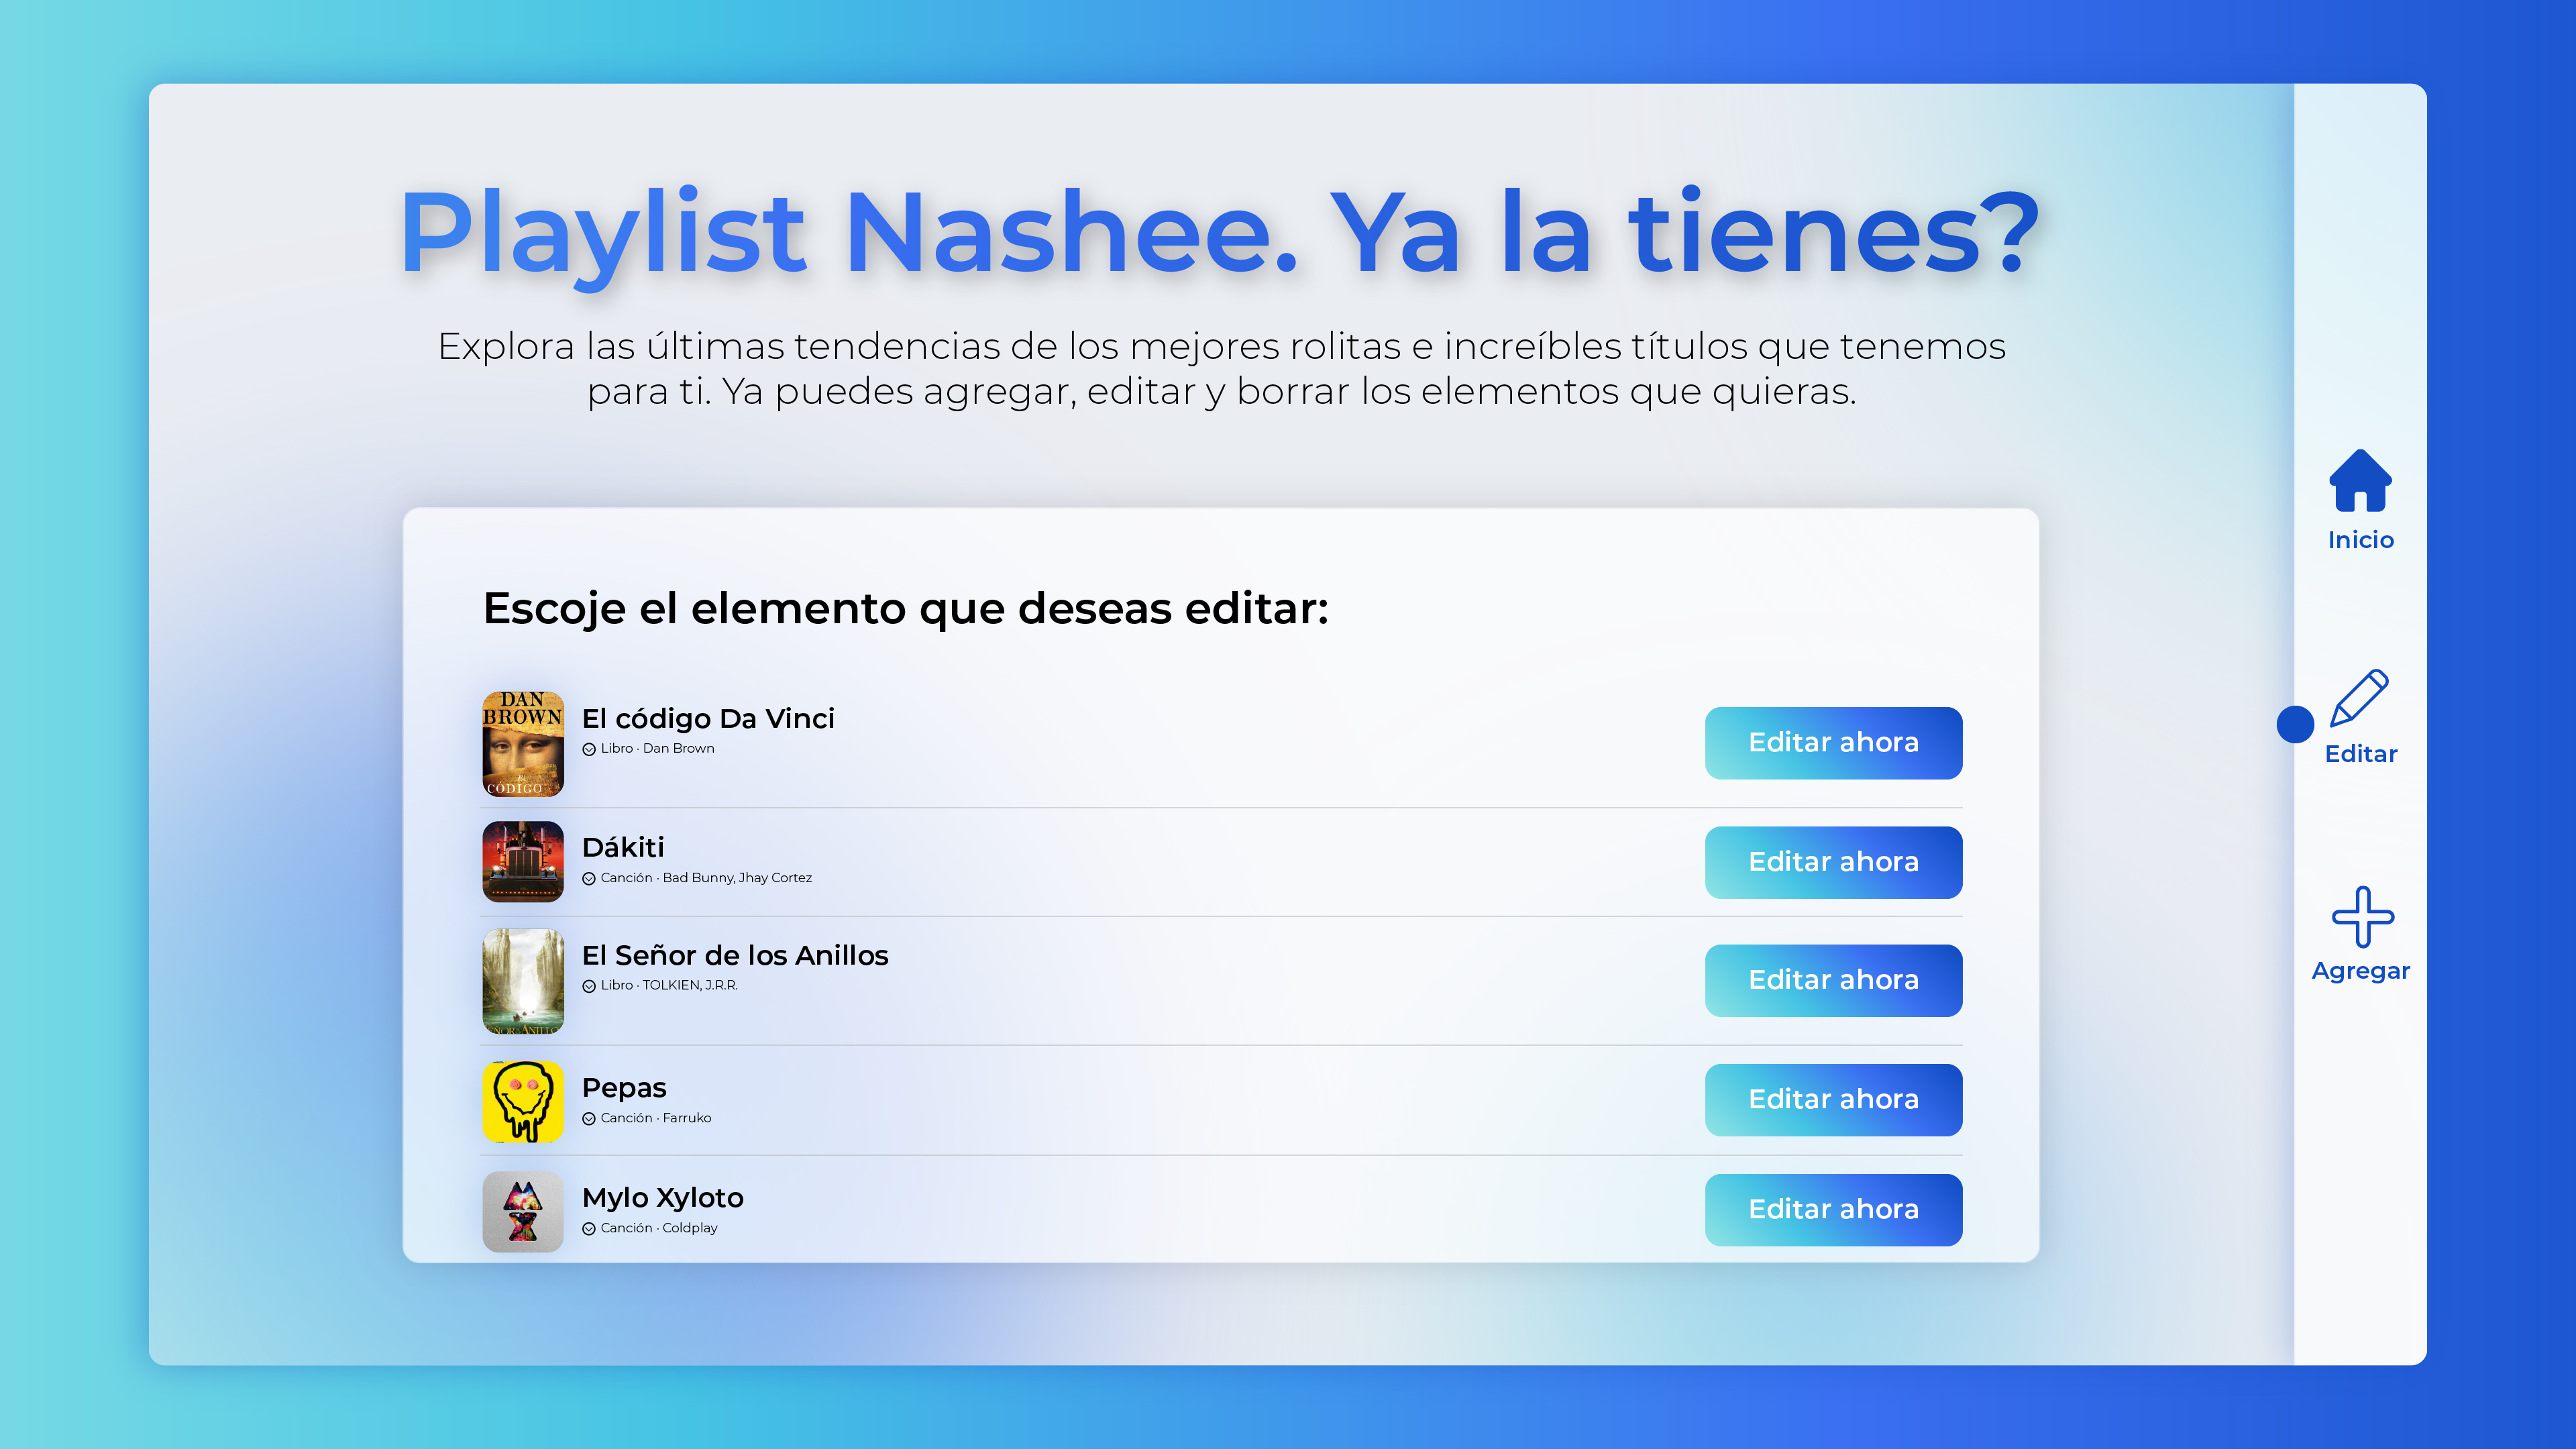 Playlist Nashee. Ya la tienes?
Explora las últimas tendencias de los mejores rolitas e increíbles títulos que tenemos
para ti. Ya puedes agregar, editar y borrar los elementos que quieras.
Escoje el elemento que deseas editar:
DAN
BROWN
El
CÓDIGO
El código Da Vinci
Libro · Dan Brown
Editar ahora
Dákiti
Canción · Bad Bunny, Jhay Cortez
Editar ahora
El Señor de los Anillos
Libro · TOLKIEN, J.R.R.
Editar ahora
Pepas
Canción · Farruko
Editar ahora
Mylo Xyloto
Canción · Coldplay
Editar ahora
Inicio
Editar
Agregar